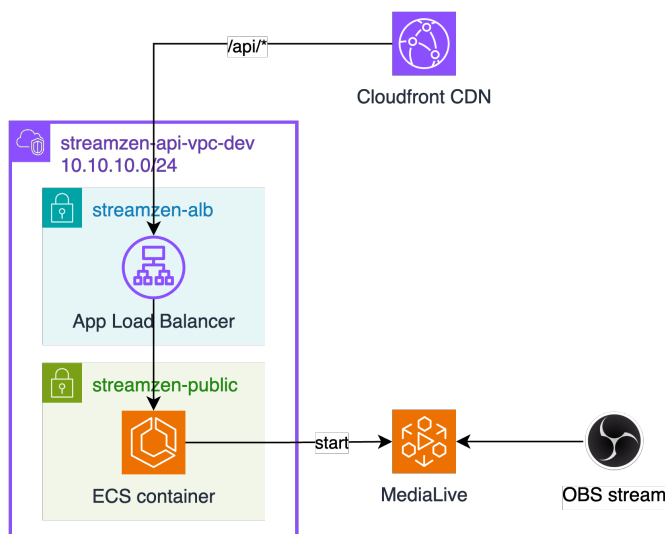 /api/*
Cloudfront CDN
streamzen-api-vpc-dev
10.10.10.0/24
streamzen-alb
App Load Balancer
streamzen-public
start
ECS container
MediaLive
OBS stream